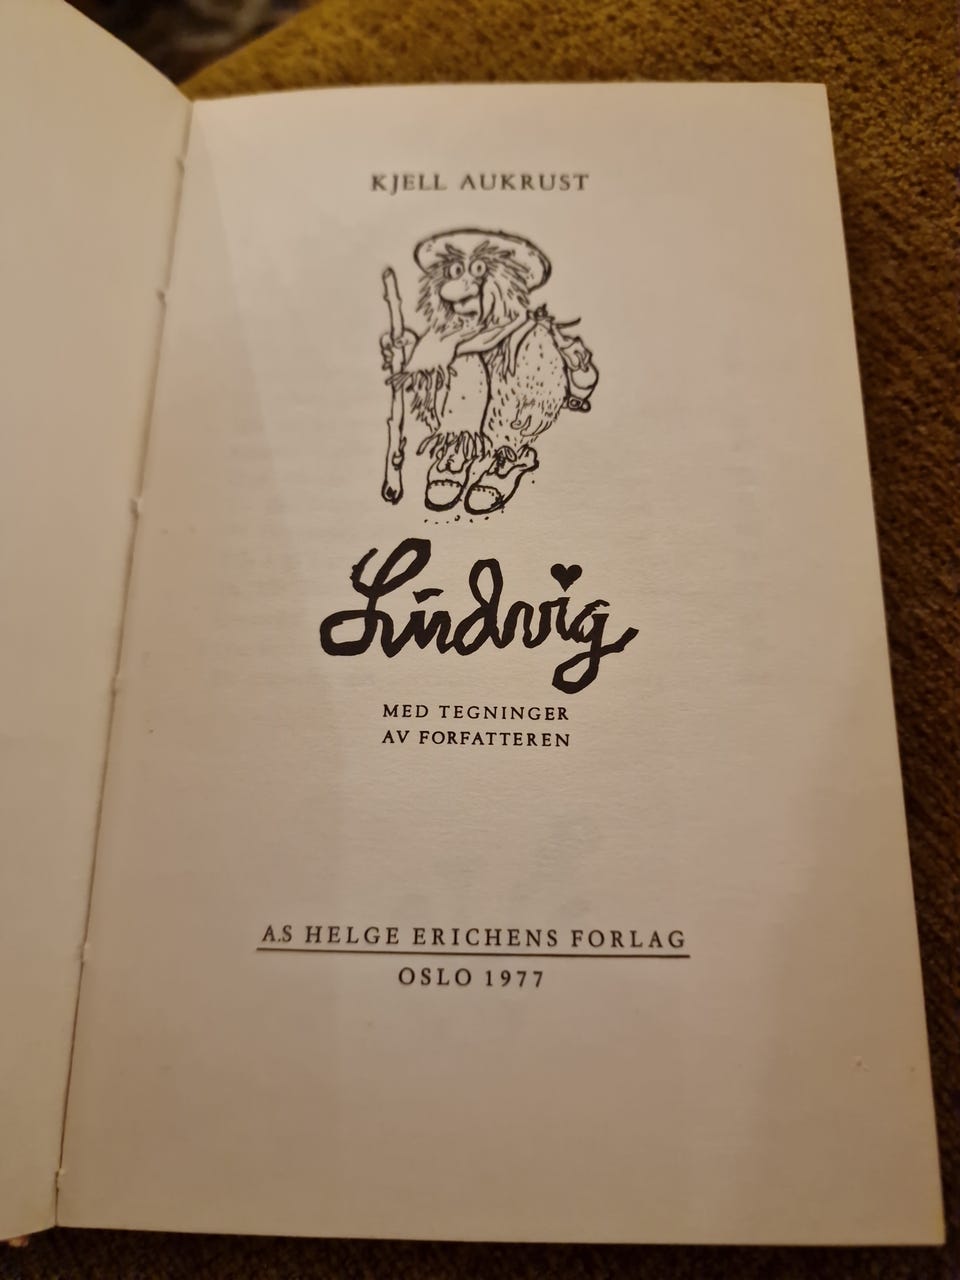 KJELL AUKRUST
Ludvig
MED TEGNINGER
AV FORFATTEREN
A.S HELGE ERICHENS FORLAG
OSLO 1977